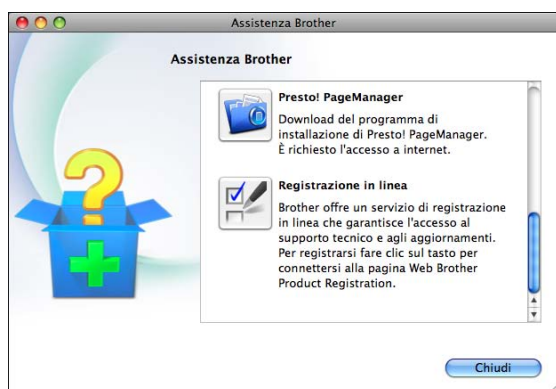 Assistenza Brother
Assistenza Brother
Presto! PageManager
Download del programma di
installazione di Presto! PageManager.
È richiesto l'accesso a internet.
Registrazione in linea
Brother offre un servizio di registrazione
in linea che garantisce l'accesso al
supporto tecnico e agli aggiornamenti.
Per registrarsi fare clic sul tasto per
connettersi alla pagina Web Brother
Product Registration.
Chiudi